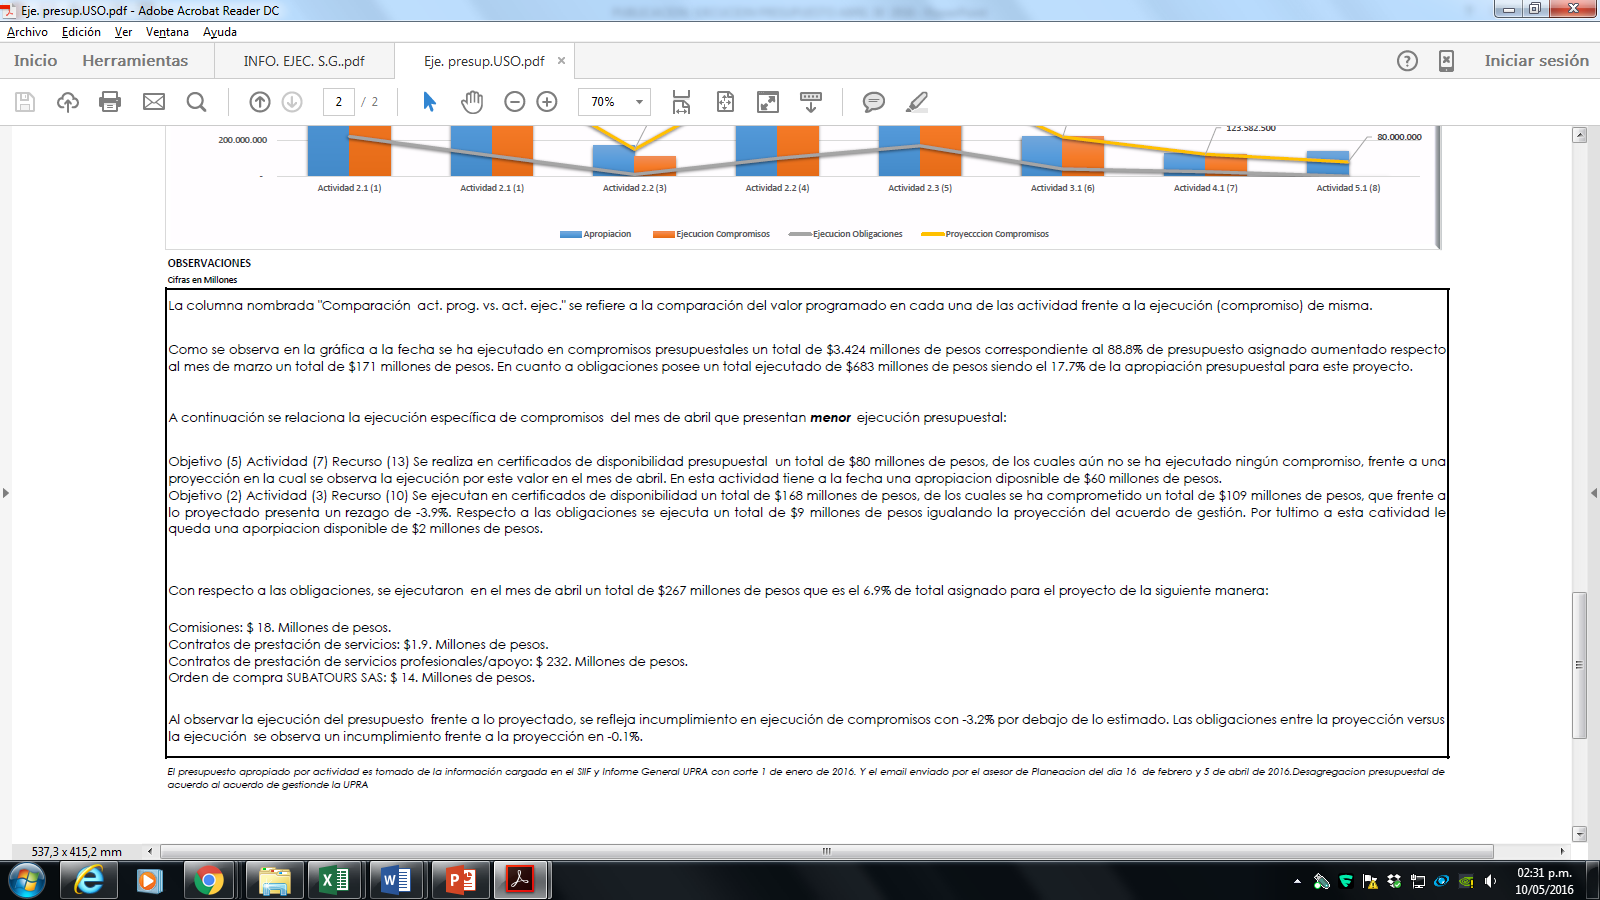 Eje. presup.USO.pdf - Adobe Acrobat Reader DC
Archivo Edición Ver Ventana Ayuda
Inicio Herramientas INFO. EJEC. S.G..pdf Eje. presup.USO.pdf × Iniciar sesión
2 / 2 70%
123.582.500
200.000.000
80.000.000
-
Actividad 2.1 (1) Actividad 2.1 (1) Actividad 2.2 (3) Actividad 2.2 (4) Actividad 2.3 (5) Actividad 3.1 (6) Actividad 4.1 (7) Actividad 5.1 (8)
Apropiacion Ejecucion Compromisos Ejecucion Obligaciones Proyecccion Compromisos
OBSERVACIONES
Cifras en Millones
La columna nombrada "Comparación act. prog. vs. act. ejec." se refiere a la comparación del valor programado en cada una de las actividad frente a la ejecución (compromiso) de misma.
Como se observa en la gráfica a la fecha se ha ejecutado en compromisos presupuestales un total de $3.424 millones de pesos correspondiente al 88.8% de presupuesto asignado aumentado respecto
al mes de marzo un total de $171 millones de pesos. En cuanto a obligaciones posee un total ejecutado de $683 millones de pesos siendo el 17.7% de la apropiación presupuestal para este proyecto.
A continuación se relaciona la ejecución específica de compromisos del mes de abril que presentan menor ejecución presupuestal:
Objetivo (5) Actividad (7) Recurso (13) Se realiza en certificados de disponibilidad presupuestal un total de $80 millones de pesos, de los cuales aún no se ha ejecutado ningún compromiso, frente a una
proyección en la cual se observa la ejecución por este valor en el mes de abril. En esta actividad tiene a la fecha una apropiacion diposnible de $60 millones de pesos.
Objetivo (2) Actividad (3) Recurso (10) Se ejecutan en certificados de disponibilidad un total de $168 millones de pesos, de los cuales se ha comprometido un total de $109 millones de pesos, que frente a
lo proyectado presenta un rezago de -3.9%. Respecto a las obligaciones se ejecuta un total de $9 millones de pesos igualando la proyección del acuerdo de gestión. Por tultimo a esta catividad le
queda una aporpiacion disponible de $2 millones de pesos.
Con respecto a las obligaciones, se ejecutaron en el mes de abril un total de $267 millones de pesos que es el 6.9% de total asignado para el proyecto de la siguiente manera:
Comisiones: $ 18. Millones de pesos.
Contratos de prestación de servicios: $1.9. Millones de pesos.
Contratos de prestación de servicios profesionales/apoyo: $ 232. Millones de pesos.
Orden de compra SUBATOURS SAS: $ 14. Millones de pesos.
Al observar la ejecución del presupuesto frente a lo proyectado, se refleja incumplimiento en ejecución de compromisos con -3.2% por debajo de lo estimado. Las obligaciones entre la proyección versus
la ejecución se observa un incumplimiento frente a la proyección en -0.1%.
El presupuesto apropiado por actividad es tomado de la información cargada en el SIIF y Informe General UPRA con corte 1 de enero de 2016. Y el email enviado por el asesor de Planeacion del dia 16 de febrero y 5 de abril de 2016.Desagregacion presupuestal de
acuerdo al acuerdo de gestionde la UPRA
537,3 x 415,2 mm
02:31 p.m.
10/05/2016